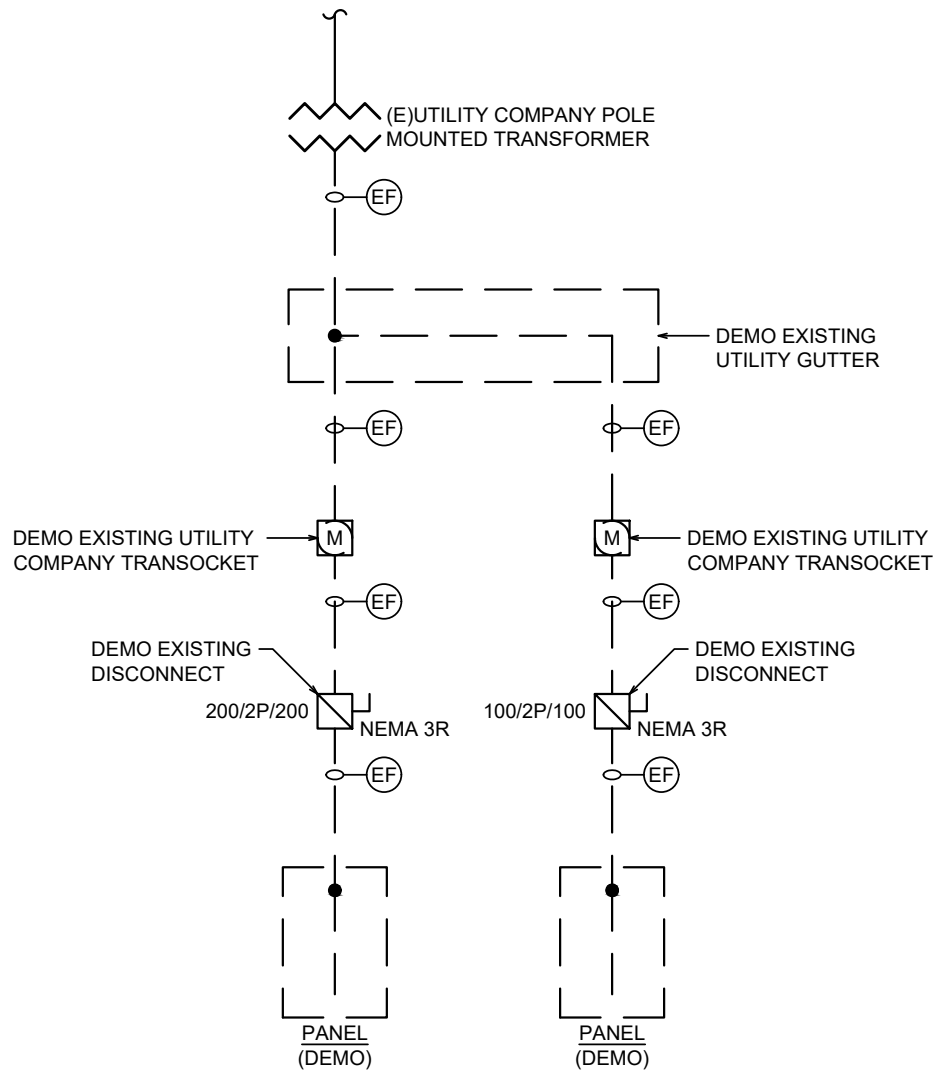 (E)UTILITY COMPANY POLE
MOUNTED TRANSFORMER
EF
DEMO EXISTING
UTILITY GUTTER
EF
EF
DEMO EXISTING UTILITY
COMPANY TRANSOCKET
M
M
DEMO EXISTING UTILITY
COMPANY TRANSOCKET
EF
EF
DEMO EXISTING
DISCONNECT
DEMO EXISTING
DISCONNECT
200/2P/200
NEMA 3R
100/2P/100
NEMA 3R
EF
EF
PANEL
(DEMO)
PANEL
(DEMO)